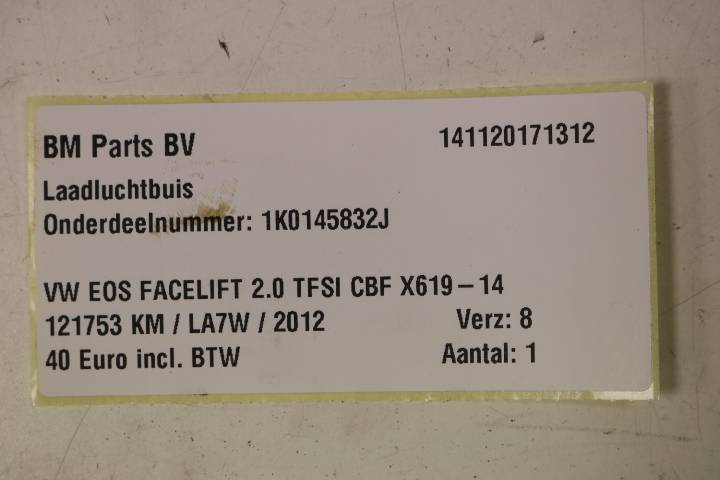 BM Parts BV 141120171312
Laadluchtbuis
Onderdeelnummer: 1K0145832J
VW EOS FACELIFT 2.0 TFSI CBF X619-14
121753 KM / LA7W / 2012 Verz: 8
40 Euro incl. BTW Aantal: 1